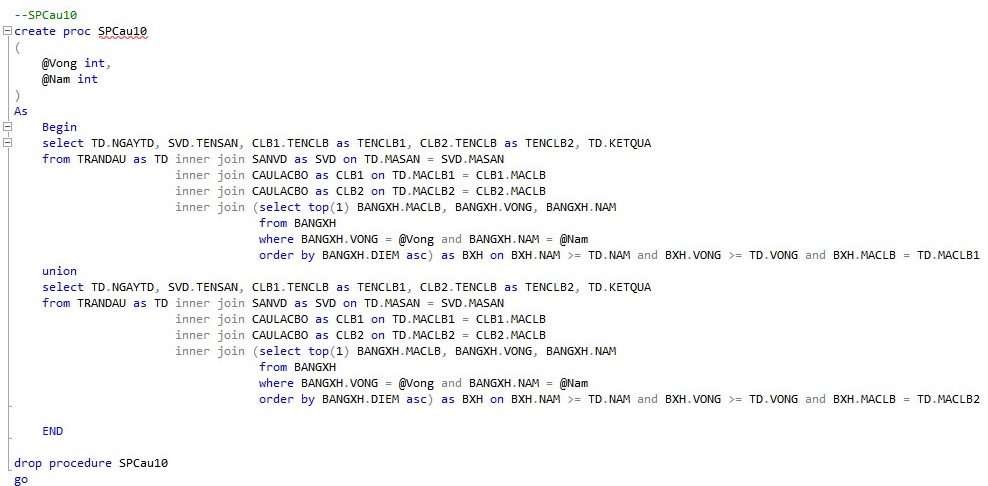 --SPCau10
create proc SPCau10
(
    @Vong int,
    @Nam int
)
As
    Begin
    select TD.NGAYTD, SVD.TENSAN, CLB1.TENCLB as TENCLB1, CLB2.TENCLB as TENCLB2, TD.KETQUA
    from TRANDAU as TD inner join SANVD as SVD on TD.MASAN = SVD.MASAN
                       inner join CAULACBO as CLB1 on TD.MACLB1 = CLB1.MACLB
                       inner join CAULACBO as CLB2 on TD.MACLB2 = CLB2.MACLB
                       inner join (select top(1) BANGXH.MACLB, BANGXH.VONG, BANGXH.NAM
                                   from BANGXH
                                   where BANGXH.VONG = @Vong and BANGXH.NAM = @Nam
                                   order by BANGXH.DIEM asc) as BXH on BXH.NAM >= TD.NAM and BXH.VONG >= TD.VONG and BXH.MACLB = TD.MACLB1
    union
    select TD.NGAYTD, SVD.TENSAN, CLB1.TENCLB as TENCLB1, CLB2.TENCLB as TENCLB2, TD.KETQUA
    from TRANDAU as TD inner join SANVD as SVD on TD.MASAN = SVD.MASAN
                       inner join CAULACBO as CLB1 on TD.MACLB1 = CLB1.MACLB
                       inner join CAULACBO as CLB2 on TD.MACLB2 = CLB2.MACLB
                       inner join (select top(1) BANGXH.MACLB, BANGXH.VONG, BANGXH.NAM
                                   from BANGXH
                                   where BANGXH.VONG = @Vong and BANGXH.NAM = @Nam
                                   order by BANGXH.DIEM asc) as BXH on BXH.NAM >= TD.NAM and BXH.VONG >= TD.VONG and BXH.MACLB = TD.MACLB2
    END
drop procedure SPCau10
go